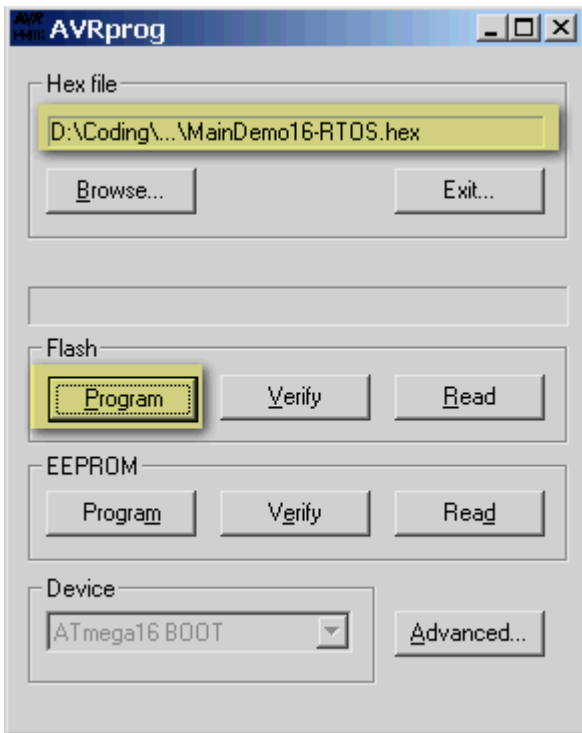 AVRprog
Hex file
D:\Coding\...\MainDemo16-RTOS.hex
Browse... Exit...
Flash
Program Verify Read
EEPROM
Program Verify Read
Device
ATmega16 BOOT Advanced...